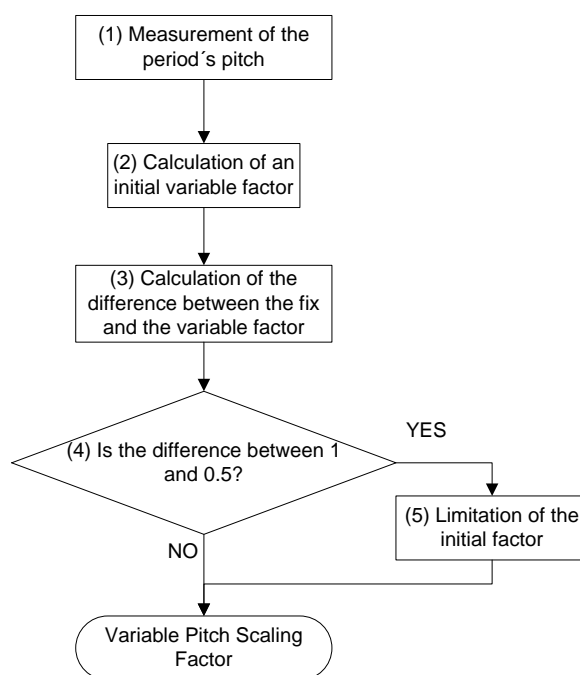 (1) Measurement of the
period´s pitch
(2) Calculation of an
initial variable factor
(3) Calculation of the
difference between the fix
and the variable factor
(4) Is the difference between 1
and 0.5?
YES
(5) Limitation of the
initial factor
NO
Variable Pitch Scaling
Factor